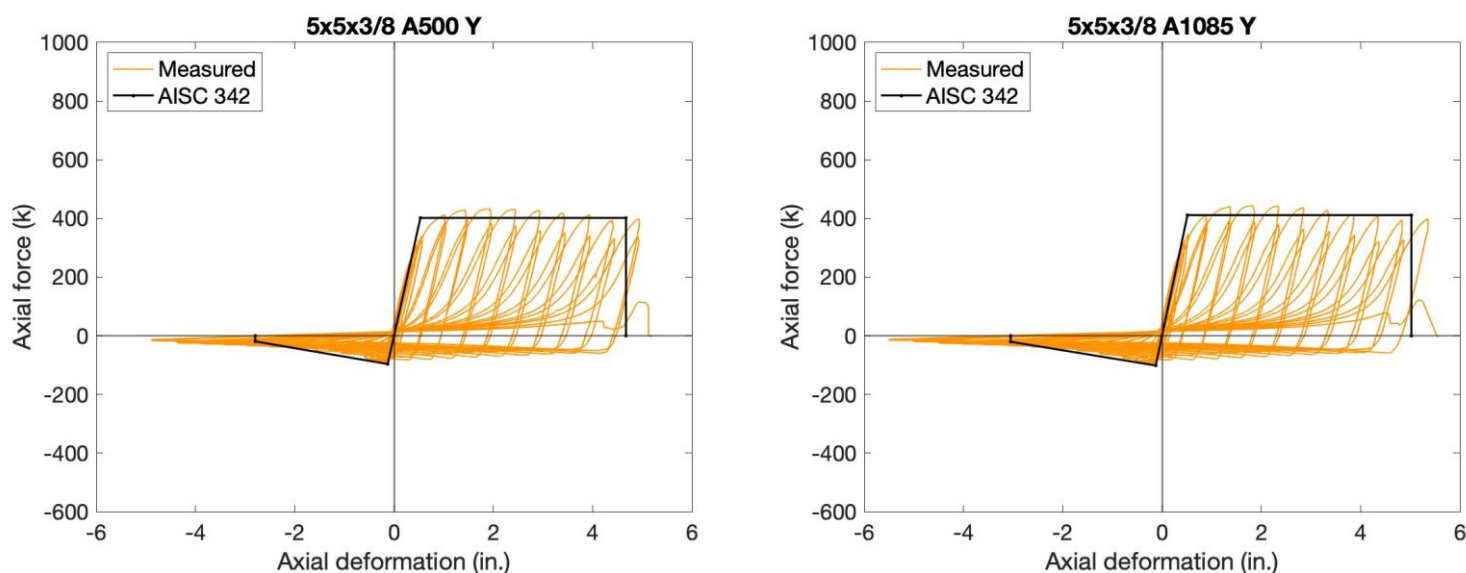 5x5x3/8 A500 Y
Measured
AISC 342
1000
800
600
400
200
0
-200
-400
-600
Axial force (k)
-6 -4 -2 0 2 4 6
Axial deformation (in.)
5x5x3/8 A1085 Y
Measured
AISC 342
1000
800
600
400
200
0
-200
-400
-600
Axial force (k)
-6 -4 -2 0 2 4 6
Axial deformation (in.)